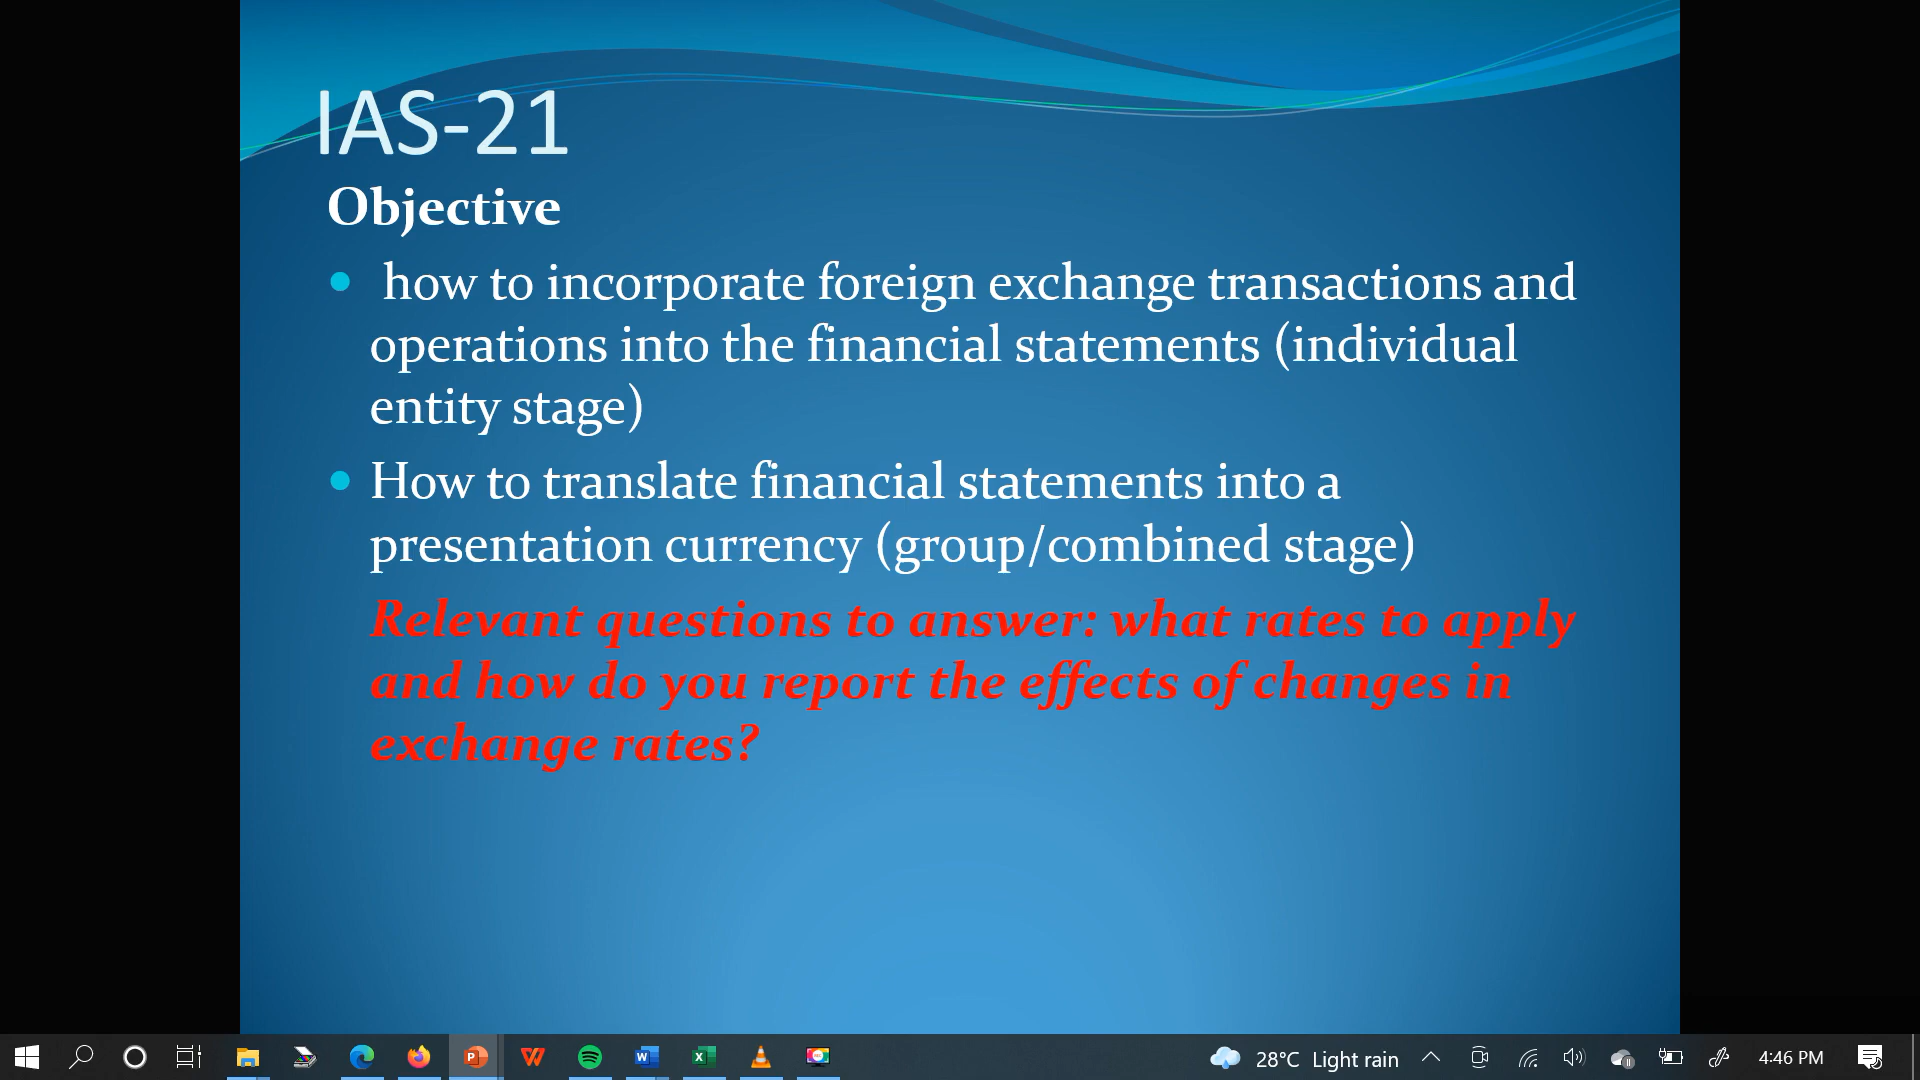 IAS-21
Objective
how to incorporate foreign exchange transactions and
operations into the financial statements (individual
entity stage)
How to translate financial statements into a
presentation currency (group/combined stage)
Relevant questions to answer: what rates to apply
and how do you report the effects of changes in
exchange rates?
28°C Light rain
4:46 PM